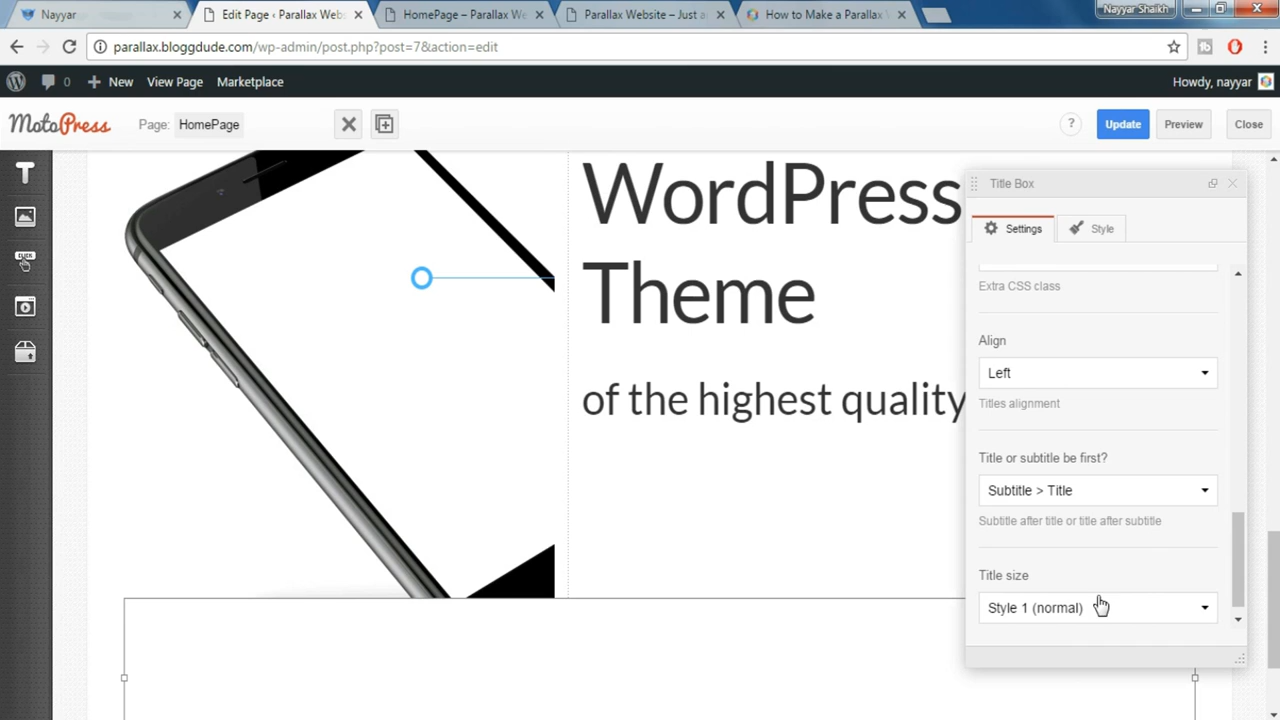 Nayyar
Edit Page ‹ Parallax Webs
HomePage – Parallax We
Parallax Website – Just a
How to Make a Parallax
Nayyar Shaikh
parallax.bloggdude.com/wp-admin/post.php?post=7&action=edit
0
New
View Page
Marketplace
Howdy, nayyar
MotoPress
Page:
HomePage
?
Update
Preview
Close
T
CLICK
WordPress
Theme
of the highest quality
Title Box
Settings
Style
Extra CSS class
Align
Left
Titles alignment
Title or subtitle be first?
Subtitle > Title
Subtitle after title or title after subtitle
Title size
Style 1 (normal)